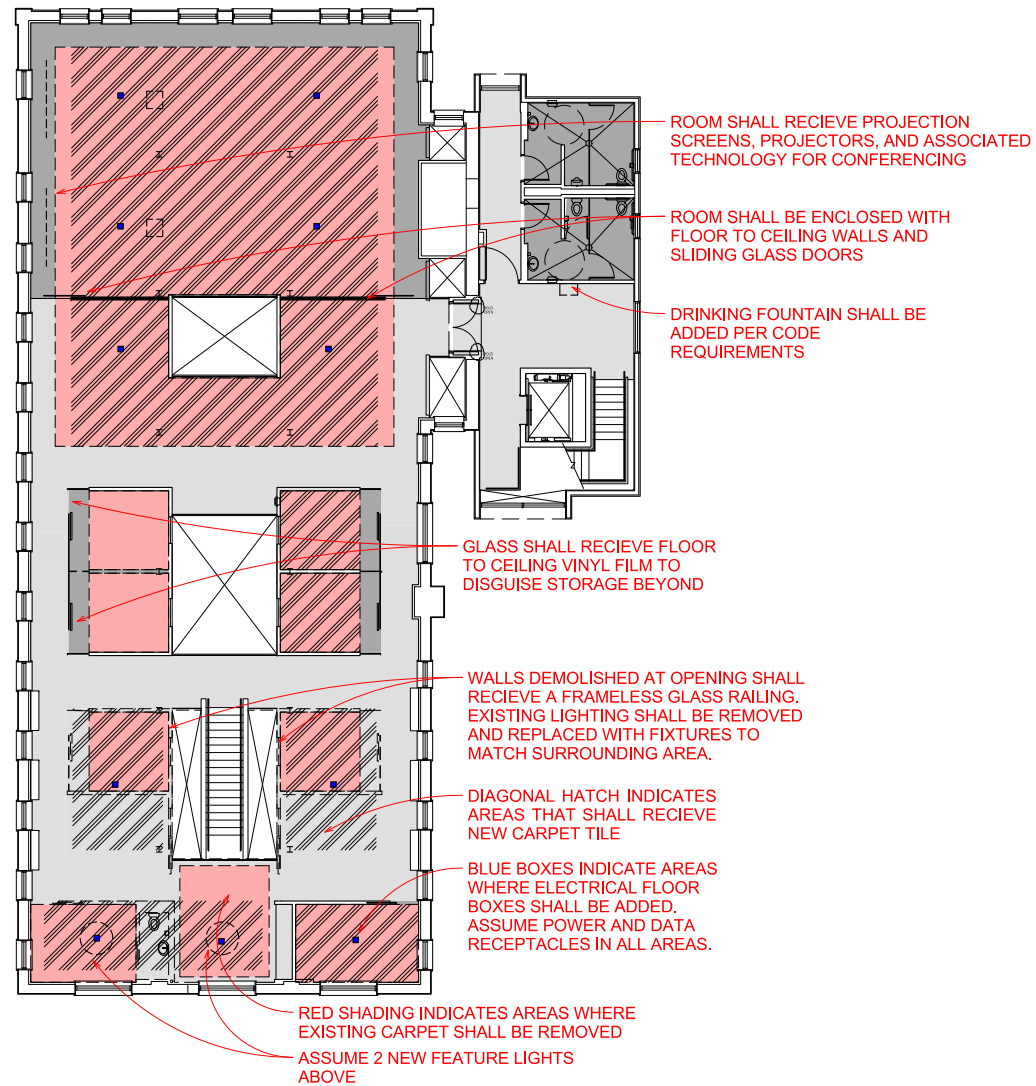 ROOM SHALL RECIEVE PROJECTION
SCREENS, PROJECTORS, AND ASSOCIATED
TECHNOLOGY FOR CONFERENCING
ROOM SHALL BE ENCLOSED WITH
FLOOR TO CEILING WALLS AND
SLIDING GLASS DOORS
DRINKING FOUNTAIN SHALL BE
ADDED PER CODE
REQUIREMENTS
GLASS SHALL RECIEVE FLOOR
TO CEILING VINYL FILM TO
DISGUISE STORAGE BEYOND
WALLS DEMOLISHED AT OPENING SHALL
RECIEVE A FRAMELESS GLASS RAILING.
EXISTING LIGHTING SHALL BE REMOVED
AND REPLACED WITH FIXTURES TO
MATCH SURROUNDING AREA.
DIAGONAL HATCH INDICATES
AREAS THAT SHALL RECIEVE
NEW CARPET TILE
BLUE BOXES INDICATE AREAS
WHERE ELECTRICAL FLOOR
BOXES SHALL BE ADDED.
ASSUME POWER AND DATA
RECEPTACLES IN ALL AREAS.
RED SHADING INDICATES AREAS WHERE
EXISTING CARPET SHALL BE REMOVED
ASSUME 2 NEW FEATURE LIGHTS
ABOVE